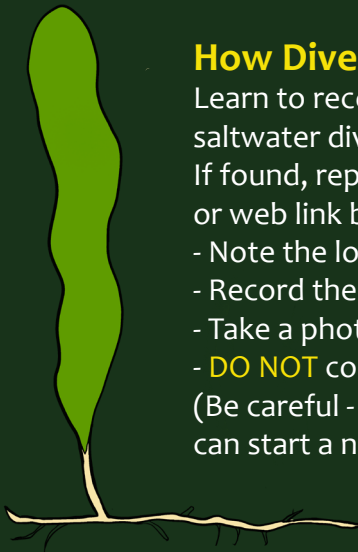 How Dive
Learn to reco
saltwater div
If found, rep
or web link b
- Note the lo
- Record the
- Take a phot
- DO NOT co
(Be careful -
can start a n